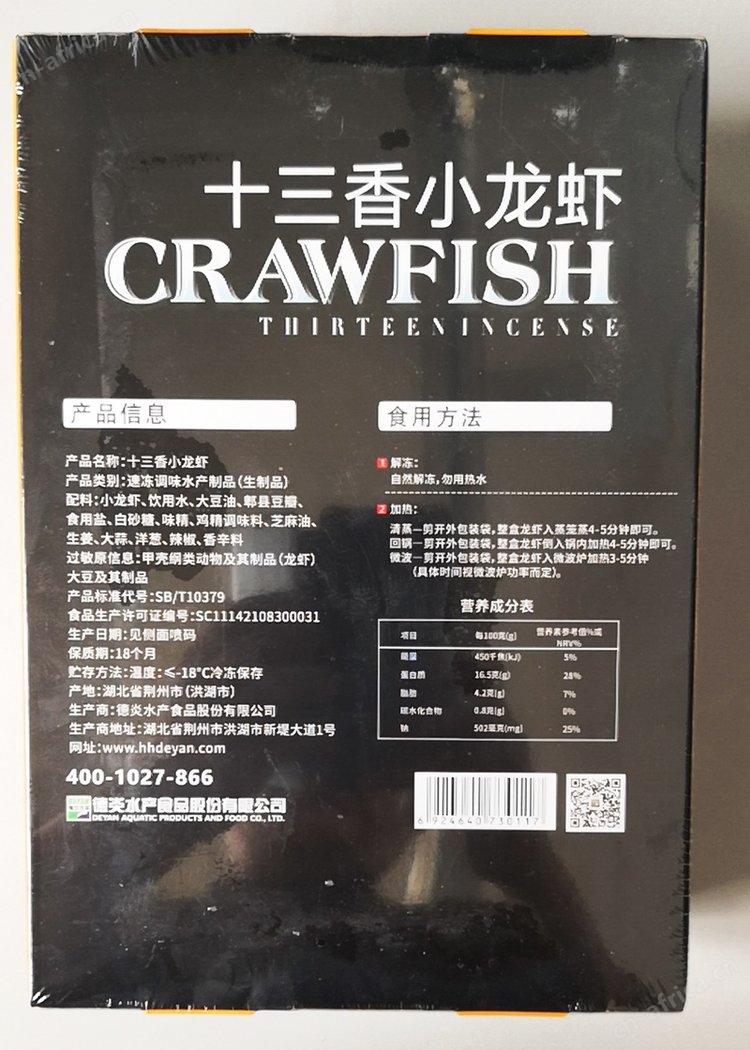 十三香小龙虾
CRAWFISH
THIRTEEN INCENSE
产品信息
产品名称：十三香小龙虾
产品类别：速冻调味水产制品（生制品）
配料：小龙虾、饮用水、大豆油、郫县豆瓣、
食用盐、白砂糖、味精、鸡精调味料、芝麻油、
生姜、大蒜、洋葱、辣椒、香辛料
过敏原信息：甲壳纲类动物及其制品（龙虾）
大豆及其制品
产品标准代号：SB/T10379
食品生产许可证编号：SC11142108300031
生产日期：见侧面喷码
保质期：18个月
贮存方法：温度：≤-18℃冷冻保存
产地：湖北省荆州市（洪湖市）
生产商：德炎水产食品股份有限公司
生产商地址：湖北省荆州市洪湖市新堤大道1号
网址：www.hhdeyan.com
400-1027-866
德炎水产食品股份有限公司
DEYAN AQUATIC PRODUCTS AND FOOD CO., LTD.
食用方法
1 解冻：
自然解冻，勿用热水
2 加热：
清蒸—剪开外包装袋，整盒龙虾入蒸笼蒸4-5分钟即可。
回锅—剪开外包装袋，整盒龙虾倒入锅内加热4-5分钟即可。
微波—剪开外包装袋，整盒龙虾入微波炉加热3-5分钟
（具体时间视微波炉功率而定）。
营养成分表
项目 每100克(g) 营养素参考值%或
NRV%
能量 450千焦(kJ) 5%
蛋白质 16.5克(g) 28%
脂肪 4.2克(g) 7%
碳水化合物 0.8克(g) 0%
钠 502毫克(mg) 25%
6 924640 730117